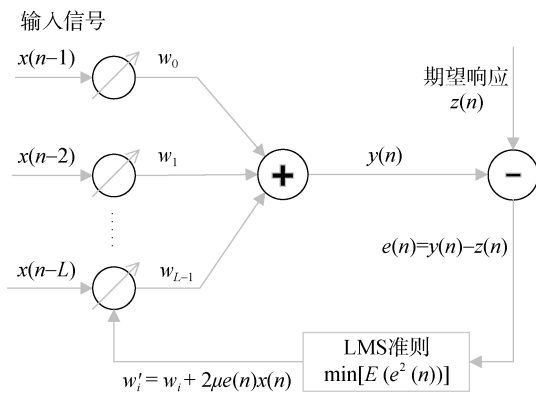 输入信号
x(n−1)
w₀
期望响应
z(n)
x(n−2)
w₁
+
y(n)
−
x(n−L)
w_{L−1}
e(n)=y(n)−z(n)
LMS准则
min[E (e² (n))]
w′ᵢ = wᵢ + 2μe(n)x(n)